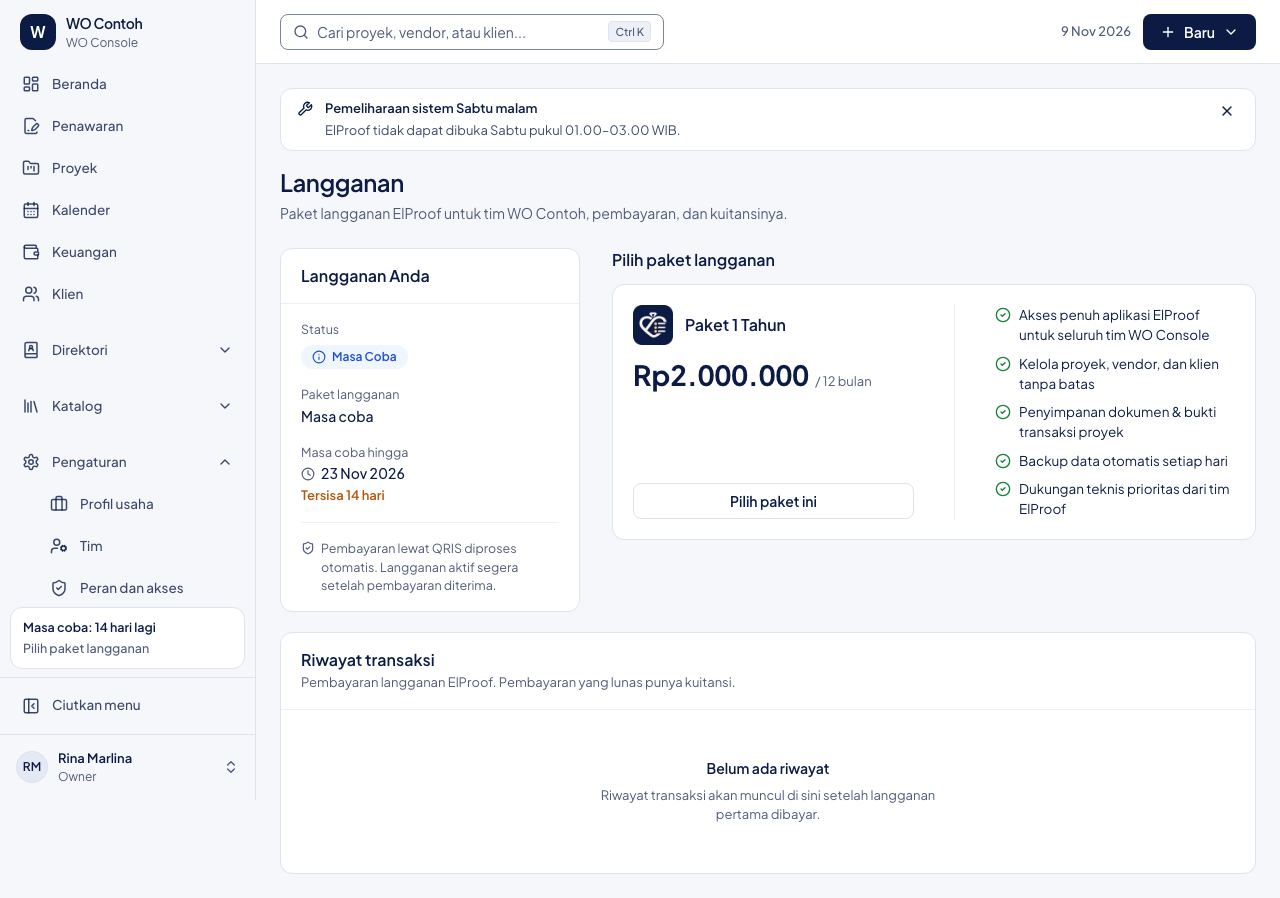 W
WO Contoh
WO Console
Beranda
Penawaran
Proyek
Kalender
Keuangan
Klien
Direktori
Katalog
Pengaturan
Profil usaha
Tim
Peran dan akses
Masa coba: 14 hari lagi
Pilih paket langganan
Ciutkan menu
RM
Rina Marlina
Owner
Cari proyek, vendor, atau klien...
Ctrl K
9 Nov 2026
Baru
Pemeliharaan sistem Sabtu malam
ElProof tidak dapat dibuka Sabtu pukul 01.00–03.00 WIB.
Langganan
Paket langganan ElProof untuk tim WO Contoh, pembayaran, dan kuitansinya.
Langganan Anda
Status
Masa Coba
Paket langganan
Masa coba
Masa coba hingga
23 Nov 2026
Tersisa 14 hari
Pembayaran lewat QRIS diproses
otomatis. Langganan aktif segera
setelah pembayaran diterima.
Pilih paket langganan
Paket 1 Tahun
Rp2.000.000 / 12 bulan
Pilih paket ini
Akses penuh aplikasi ElProof
untuk seluruh tim WO Console
Kelola proyek, vendor, dan klien
tanpa batas
Penyimpanan dokumen & bukti
transaksi proyek
Backup data otomatis setiap hari
Dukungan teknis prioritas dari tim
ElProof
Riwayat transaksi
Pembayaran langganan ElProof. Pembayaran yang lunas punya kuitansi.
Belum ada riwayat
Riwayat transaksi akan muncul di sini setelah langganan
pertama dibayar.